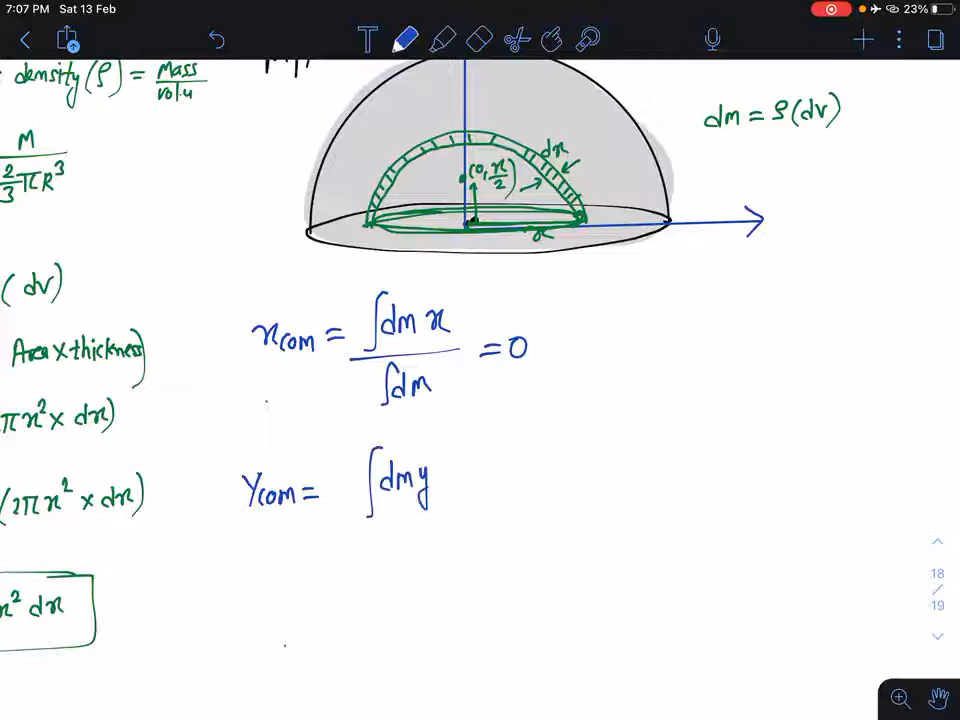 7:07 PM Sat 13 Feb 23%
density(ρ) = Mass
volu
M
2/3 πR³
dm = ρ(dv)
dx
(0, x/2)
x
(dv)
Area x thickness)
πx² x dx)
(2πx² x dx)
x² dx
xcom = ∫dm x / ∫dm = 0
Ycom = ∫dm y
18
/
19